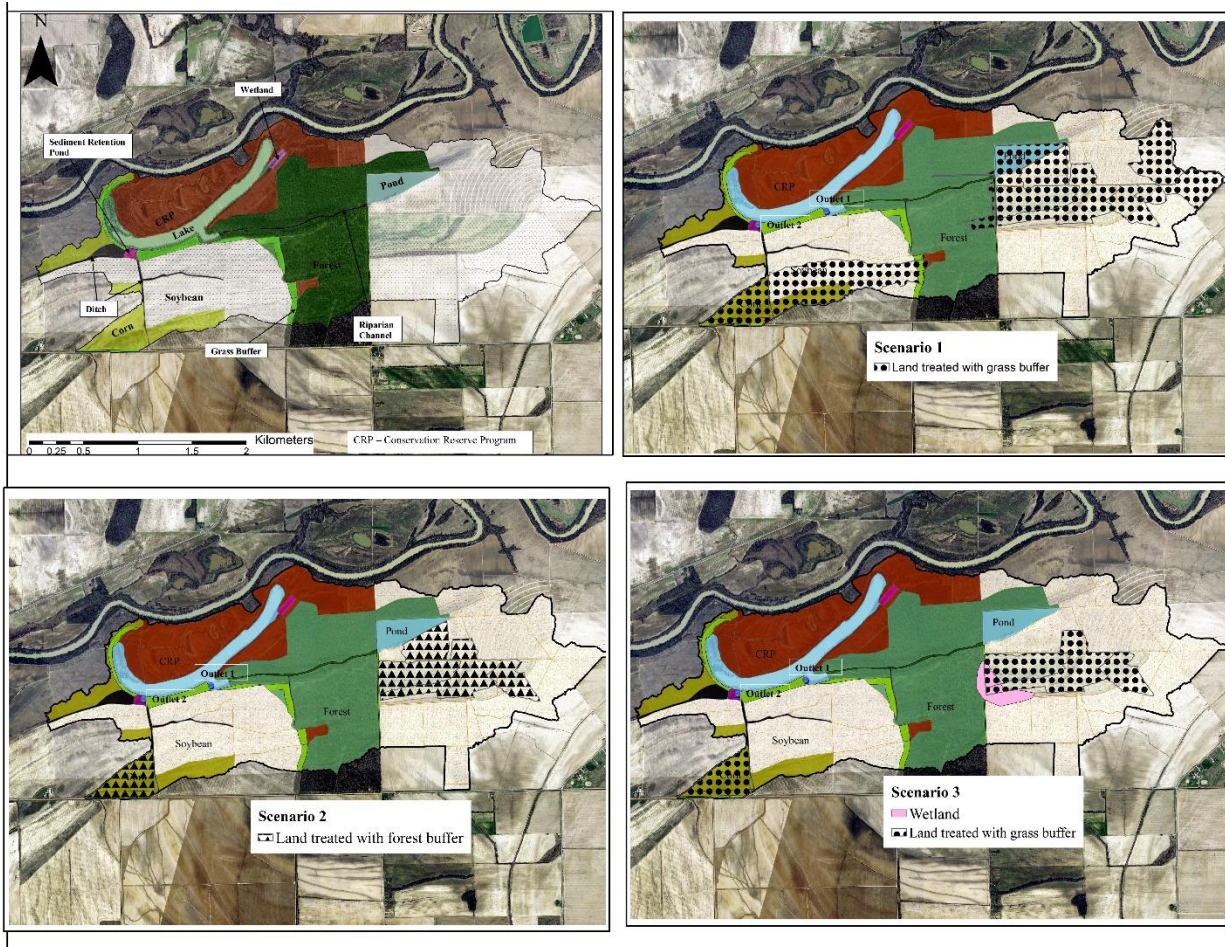 N
Wetland
Sediment Retention
Pond
CRP
Lake
Pond
Forest
Soybean
Ditch
Corn
Grass Buffer
Riparian
Channel
Kilometers
0 0.25 0.5 1 1.5 2
CRP – Conservation Reserve Program
CRP
Outlet 1
Outlet 2
Forest
Soybean
Scenario 1
Land treated with grass buffer
CRP
Pond
Outlet 1
Outlet 2
Forest
Soybean
Scenario 2
Land treated with forest buffer
CRP
Pond
Outlet 1
Outlet 2
Forest
Soybean
Scenario 3
Wetland
Land treated with grass buffer